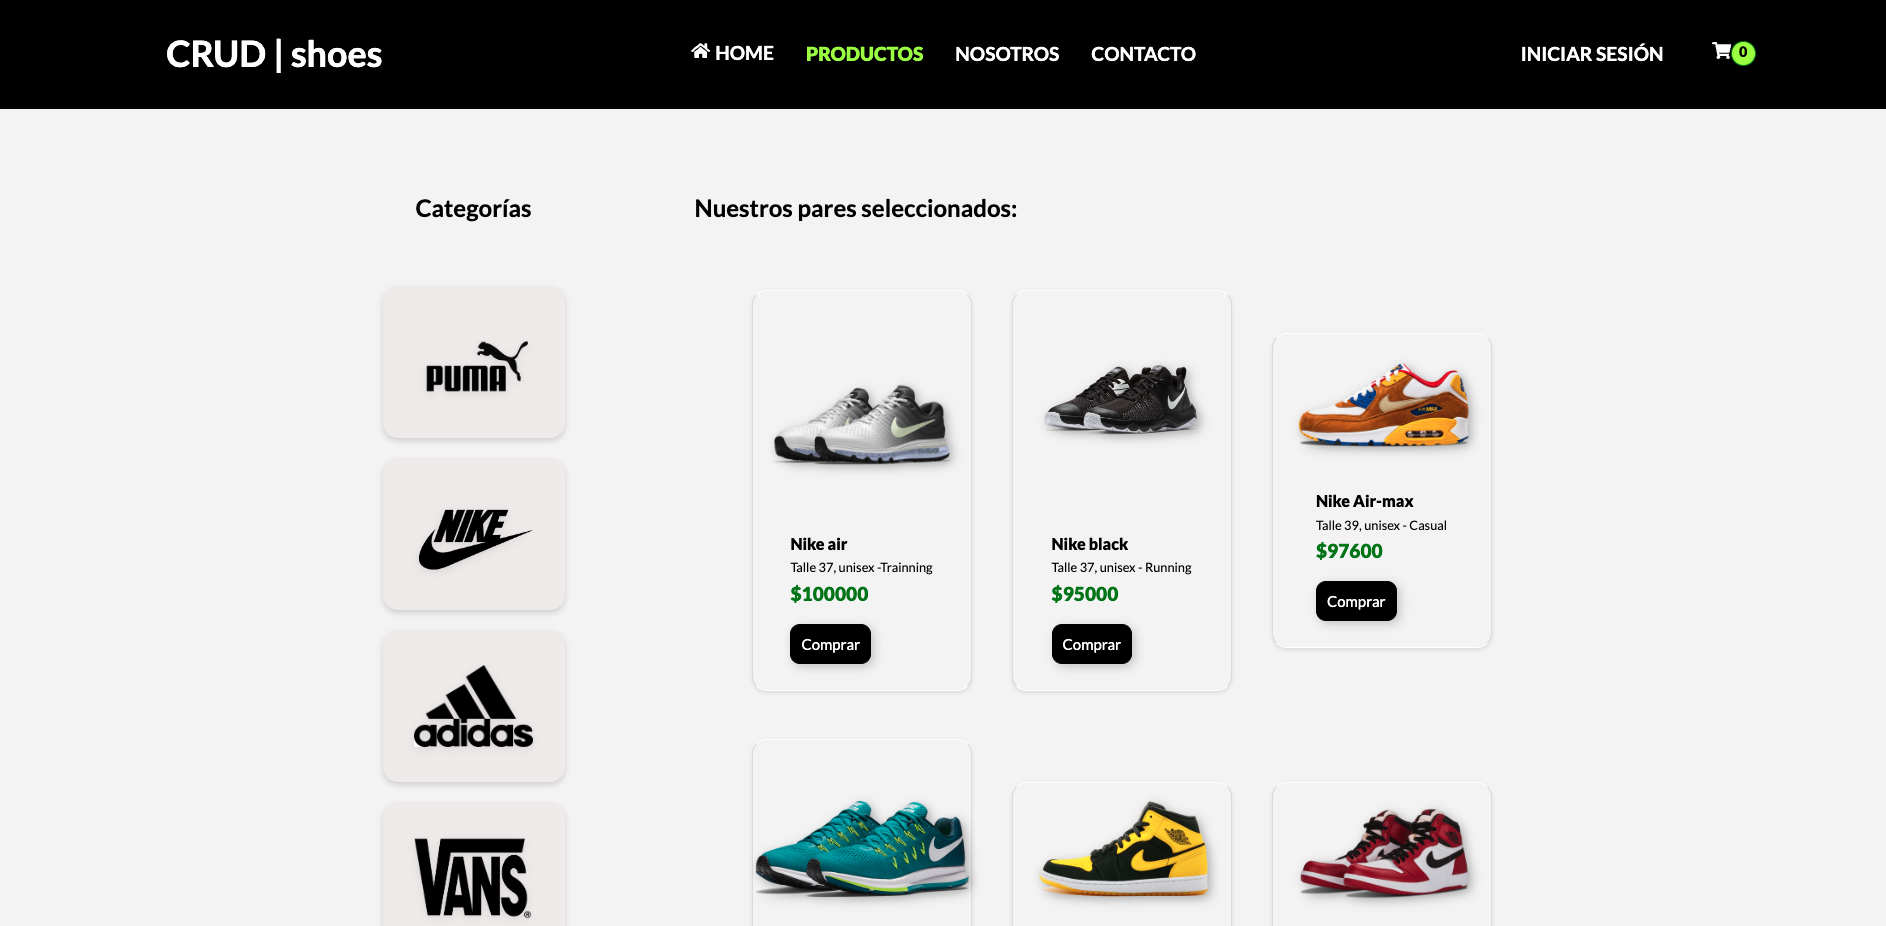 CRUD | shoes
HOME
PRODUCTOS
NOSOTROS
CONTACTO
INICIAR SESIÓN
0
Categorías
PUMA
NIKE
adidas
VANS®
Nuestros pares seleccionados:
Nike air
Talle 37, unisex -Trainning
$100000
Comprar
Nike black
Talle 37, unisex - Running
$95000
Comprar
Nike Air-max
Talle 39, unisex - Casual
$97600
Comprar